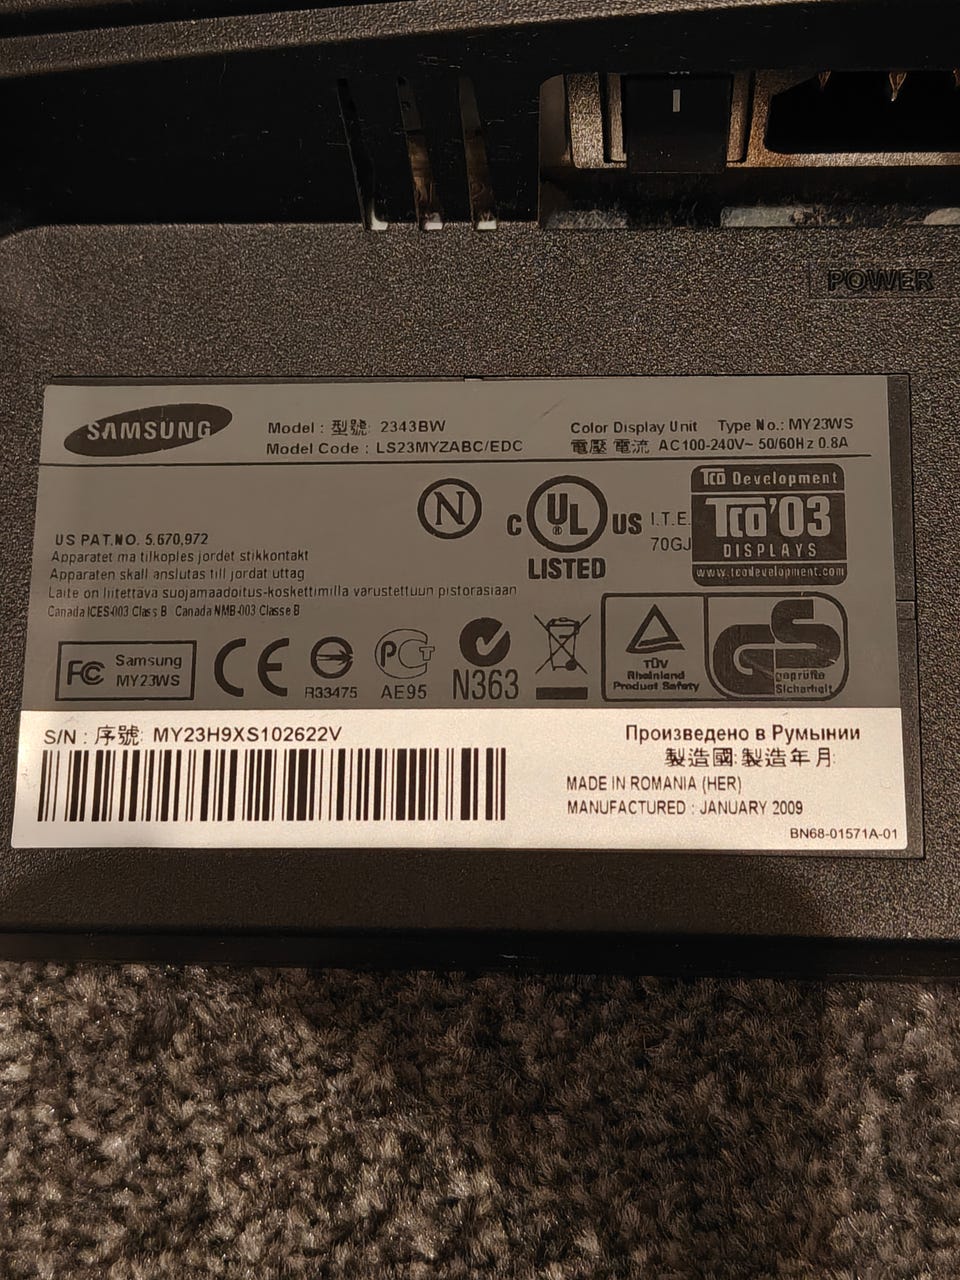 I
POWER
SAMSUNG
Model : 型號: 2343BW
Model Code : LS23MYZABC/EDC
Color Display Unit Type No.: MY23WS
電壓 電流 AC100-240V~ 50/60Hz 0.8A
N
C UL US
LISTED
I.T.E.
70GJ
TCO Development
TCO'03
DISPLAYS
www.tcodevelopment.com
US PAT.NO. 5.670,972
Apparatet ma tilkoples jordet stikkontakt
Apparaten skall anslutas till jordat uttag
Laite on liitettava suojamaadoitus-koskettimilla varustettuun pistorasiaan
Canada ICES-003 Class B Canada NMB-003 Classe B
FC Samsung
MY23WS
CE
R33475
РСТ
AE95
N363
TÜV
Rheinland
Product Safety
GS
geprüfte
Sicherheit
S/N : 序號: MY23H9XS102622V
Произведено в Румынии
製造國:製造年月:
MADE IN ROMANIA (HER)
MANUFACTURED : JANUARY 2009
BN68-01571A-01